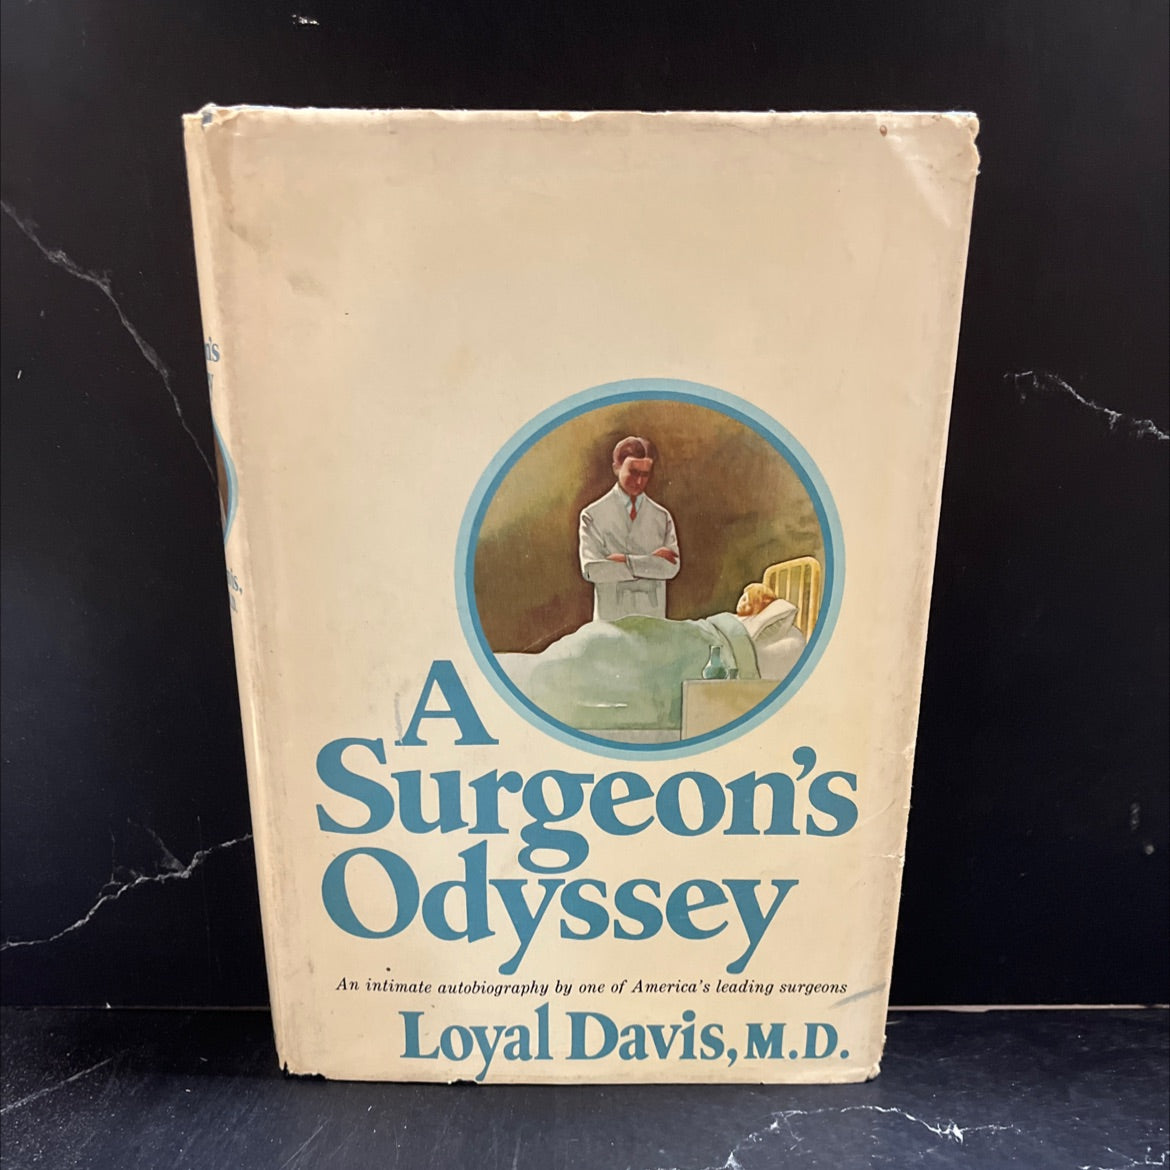 A
Surgeon's
Odyssey
An intimate autobiography by one of America's leading surgeons
Loyal Davis, M.D.